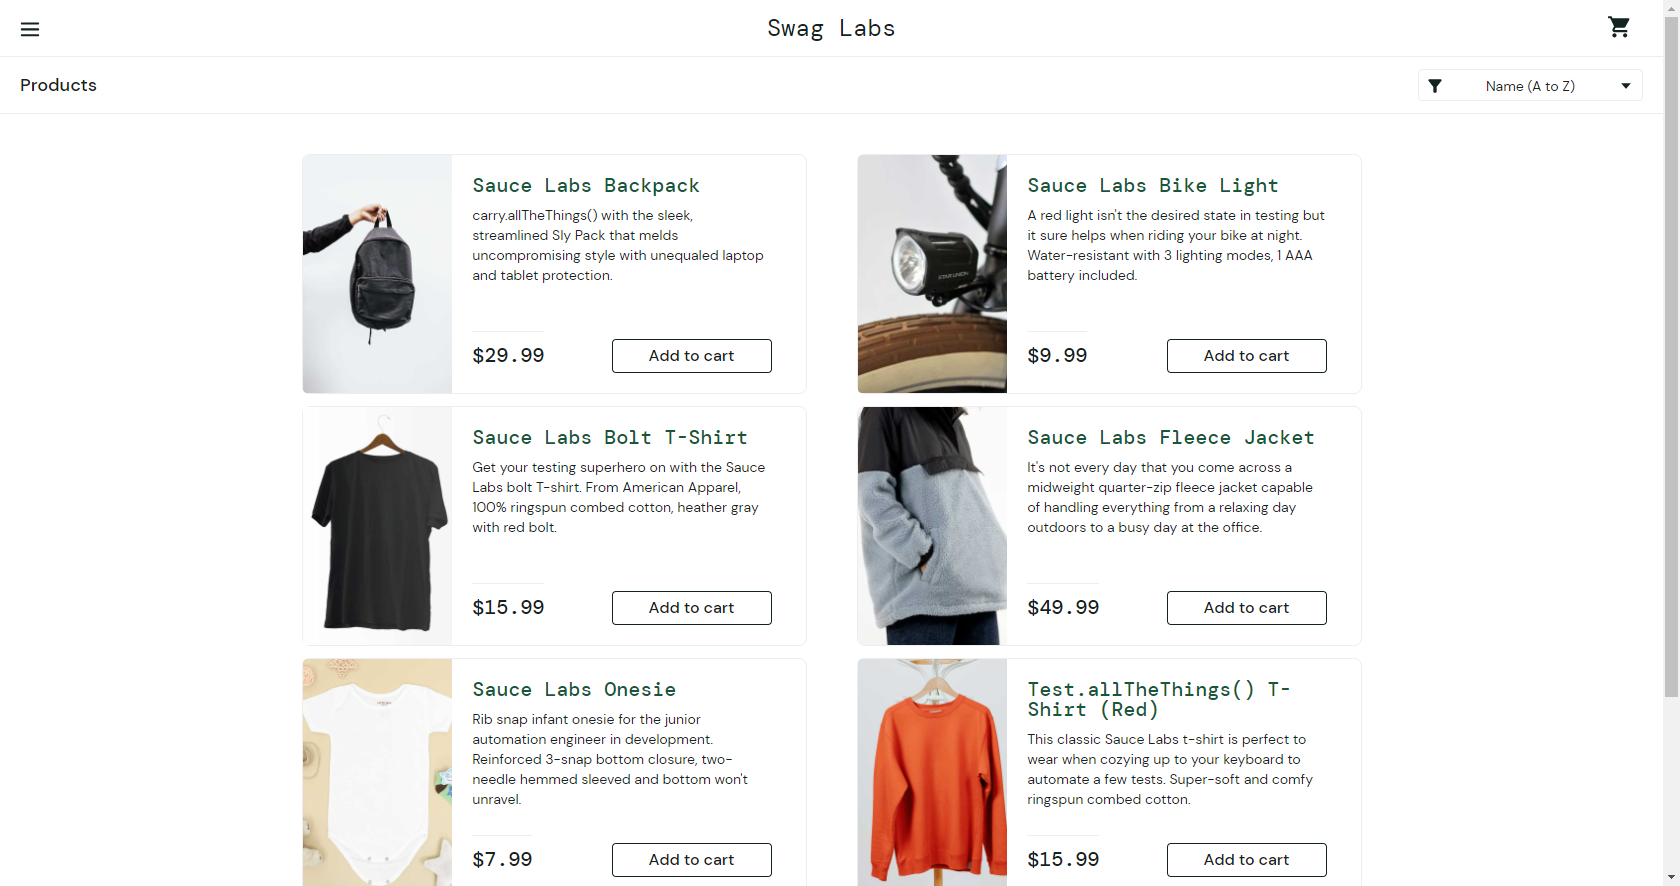 Swag Labs
Products
Name (A to Z)
Sauce Labs Backpack
carry.allTheThings() with the sleek,
streamlined Sly Pack that melds
uncompromising style with unequaled laptop
and tablet protection.
$29.99
Add to cart
Sauce Labs Bike Light
A red light isn't the desired state in testing but
it sure helps when riding your bike at night.
Water-resistant with 3 lighting modes, 1 AAA
battery included.
STAR UNION
$9.99
Add to cart
Sauce Labs Bolt T-Shirt
Get your testing superhero on with the Sauce
Labs bolt T-shirt. From American Apparel,
100% ringspun combed cotton, heather gray
with red bolt.
$15.99
Add to cart
Sauce Labs Fleece Jacket
It's not every day that you come across a
midweight quarter-zip fleece jacket capable
of handling everything from a relaxing day
outdoors to a busy day at the office.
$49.99
Add to cart
Sauce Labs Onesie
Rib snap infant onesie for the junior
automation engineer in development.
Reinforced 3-snap bottom closure, two-
needle hemmed sleeved and bottom won't
unravel.
$7.99
Add to cart
Test.allTheThings() T-
Shirt (Red)
This classic Sauce Labs t-shirt is perfect to
wear when cozying up to your keyboard to
automate a few tests. Super-soft and comfy
ringspun combed cotton.
$15.99
Add to cart